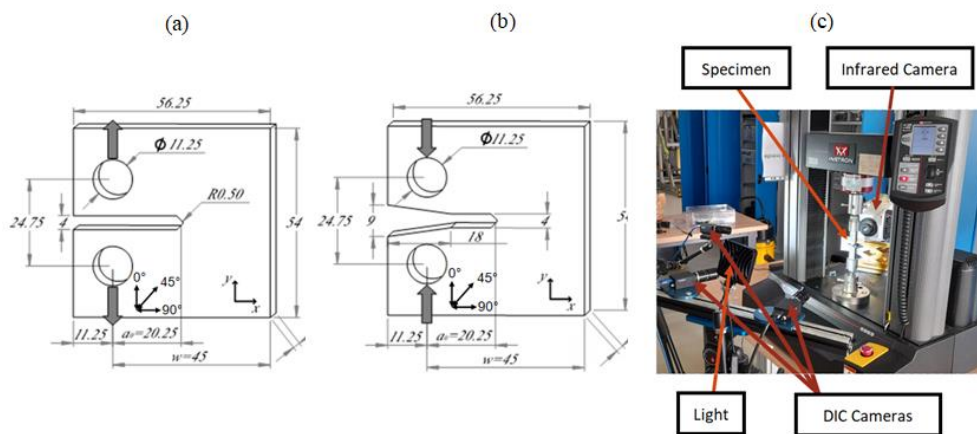 (a)
56.25
ϕ 11.25
R0.50
24.75
4
54
0°
45°
90°
y
x
11.25
a₀=20.25
w=45
(b)
56.25
ϕ11.25
24.75
9
4
18
0°
45°
90°
y
x
11.25
a₀=20.25
w=45
(c)
Specimen
Infrared Camera
INSTRON
Light
DIC Cameras